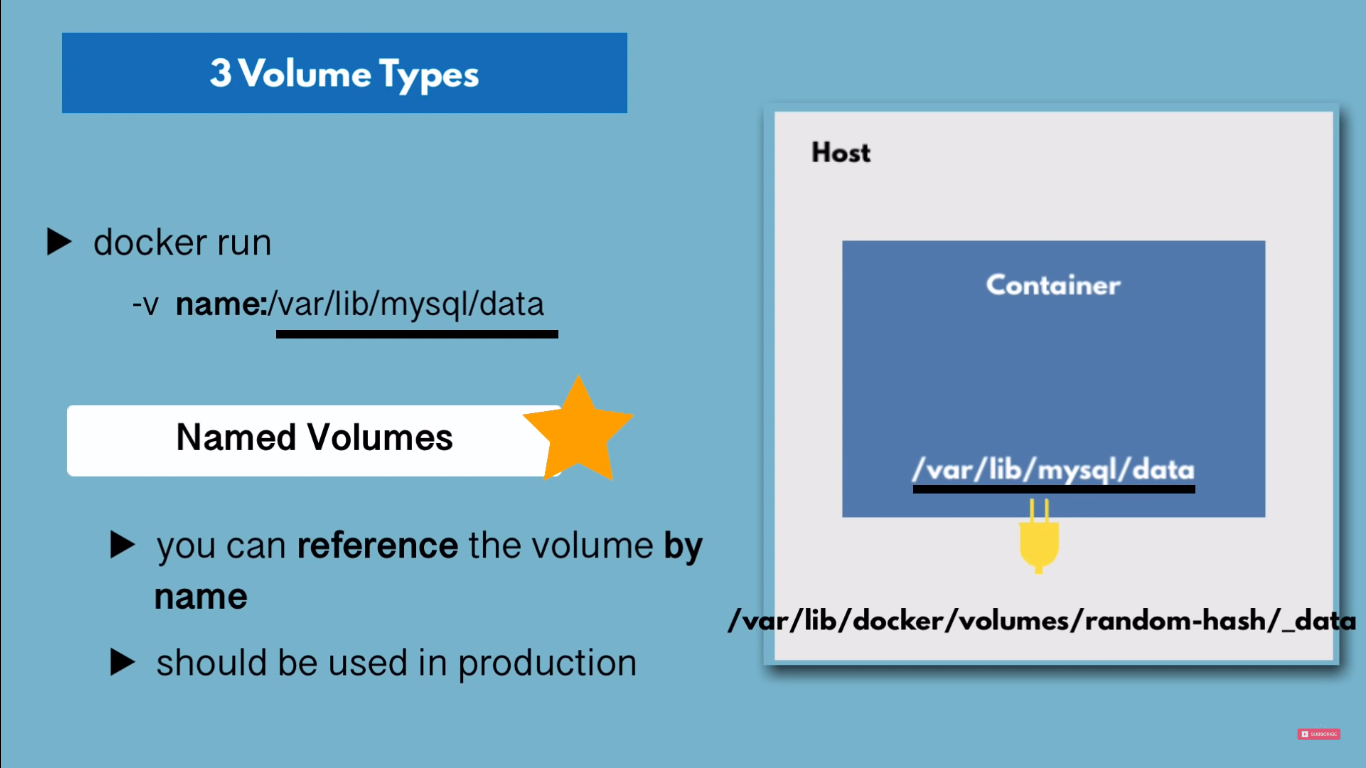 3 Volume Types
docker run
-v name:/var/lib/mysql/data
Named Volumes
you can reference the volume by
name
should be used in production
Host
Container
/var/lib/mysql/data
/var/lib/docker/volumes/random-hash/_data
SUBSCRIBE